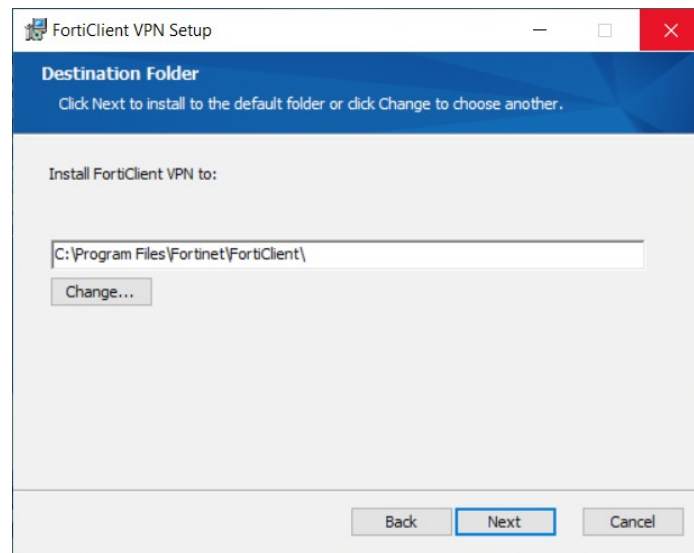 FortiClient VPN Setup
Destination Folder
Click Next to install to the default folder or click Change to choose another.
Install FortiClient VPN to:
C:\Program Files\Fortinet\FortiClient\
Change...
Back Next Cancel